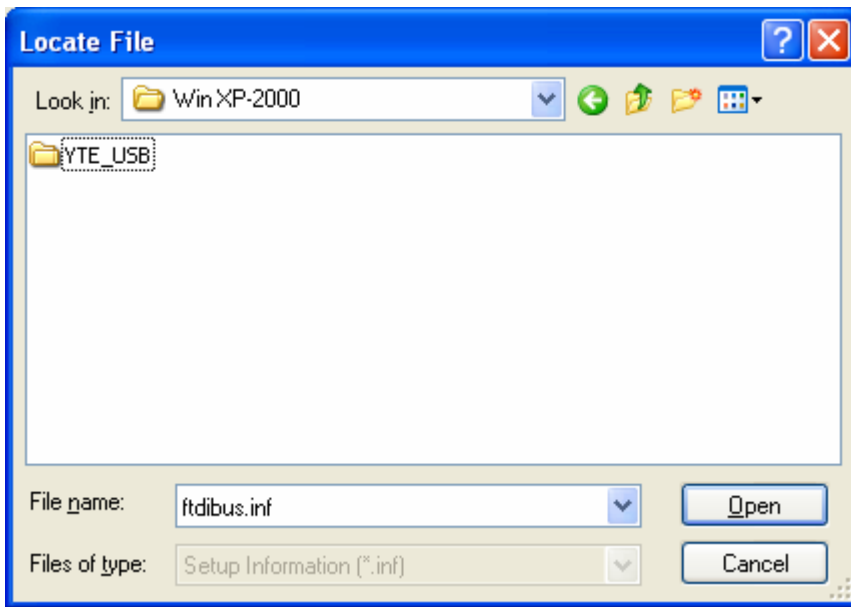 Locate File
Look in: Win XP-2000
YTE_USB
File name: ftdibus.inf Open
Files of type: Setup Information (*.inf) Cancel